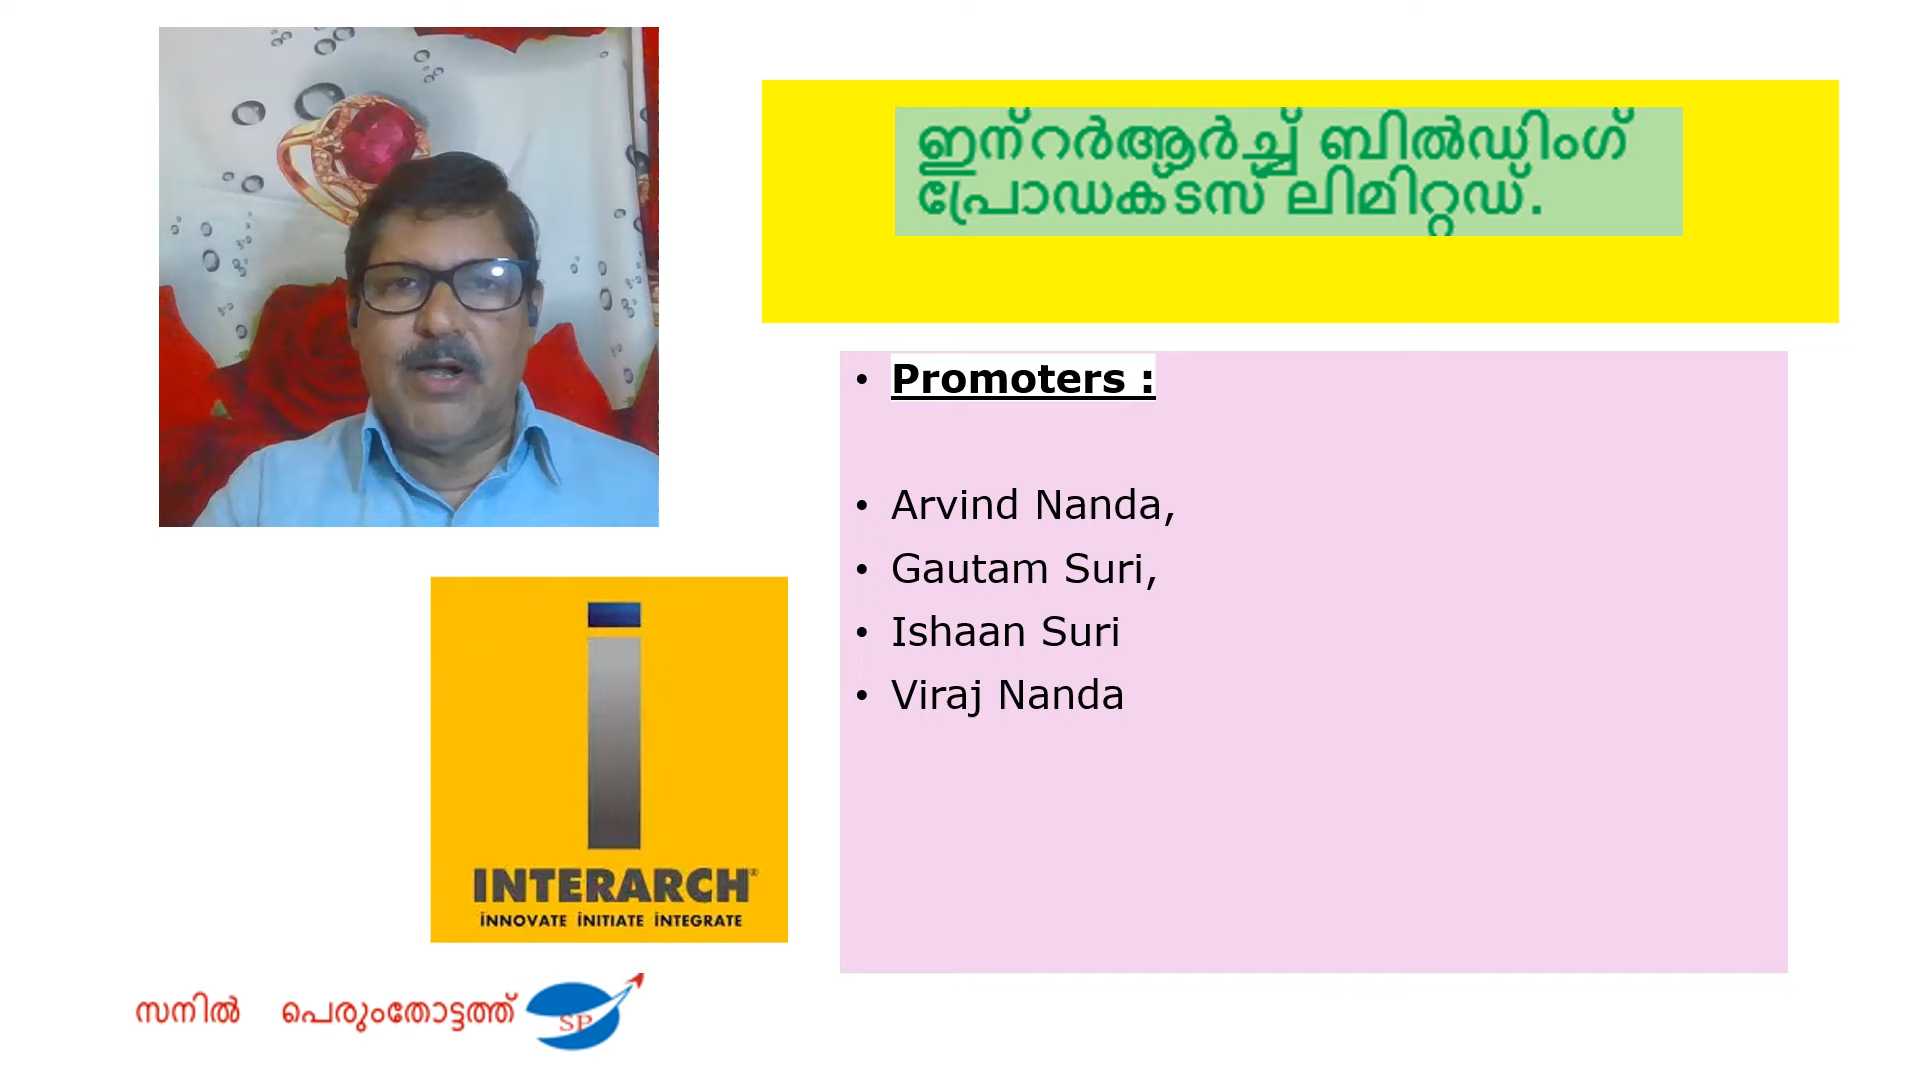 ഇന്റർആർച്ച് ബിൽഡിംഗ്
പ്രോഡക്ടസ് ലിമിറ്റഡ്.
• Promoters :
• Arvind Nanda,
• Gautam Suri,
• Ishaan Suri
• Viraj Nanda
INTERARCH®
iNNOVATE iNITIATE iNTEGRATE
സനിൽ പെരുംതോട്ടത്ത്
SP